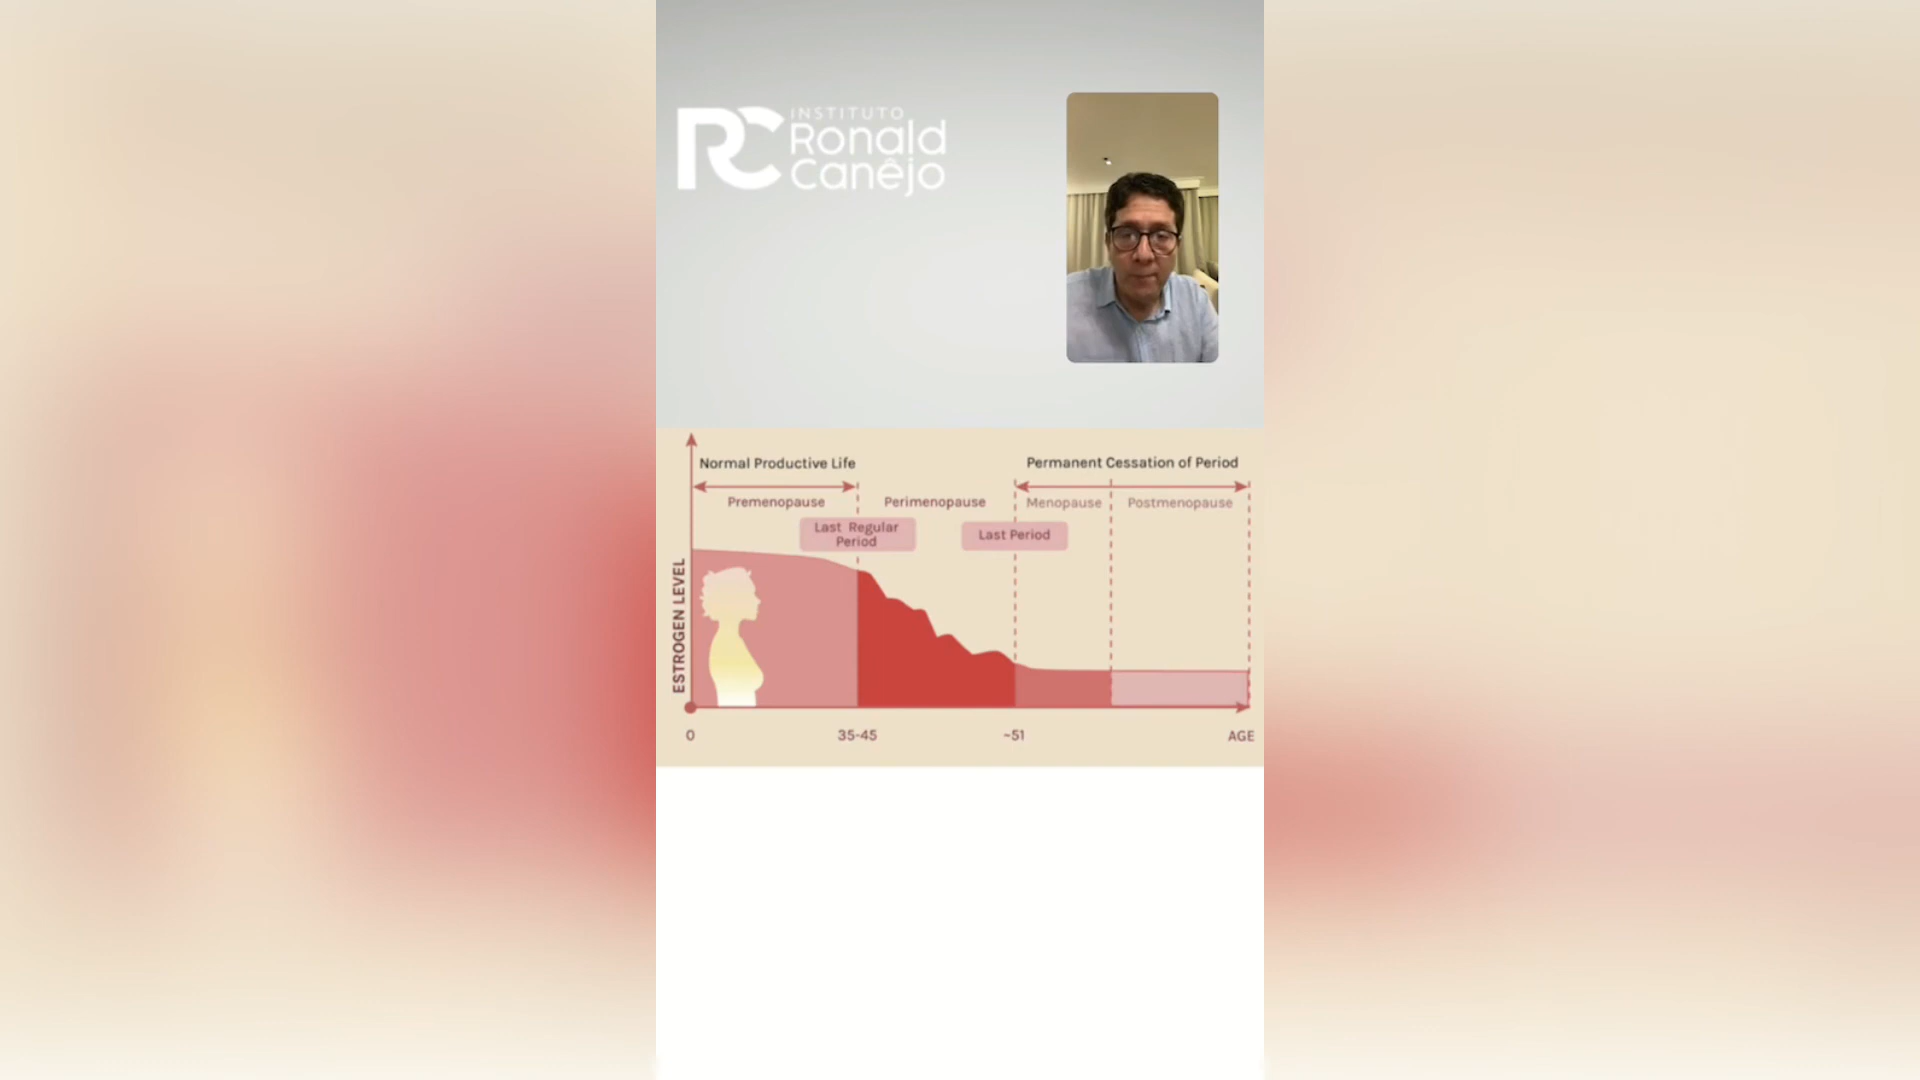 INSTITUTO
Ronald
Canêjo
RC
Normal Productive Life
Permanent Cessation of Period
Premenopause
Perimenopause
Menopause
Postmenopause
Last Regular
Period
Last Period
ESTROGEN LEVEL
0
35-45
~51
AGE